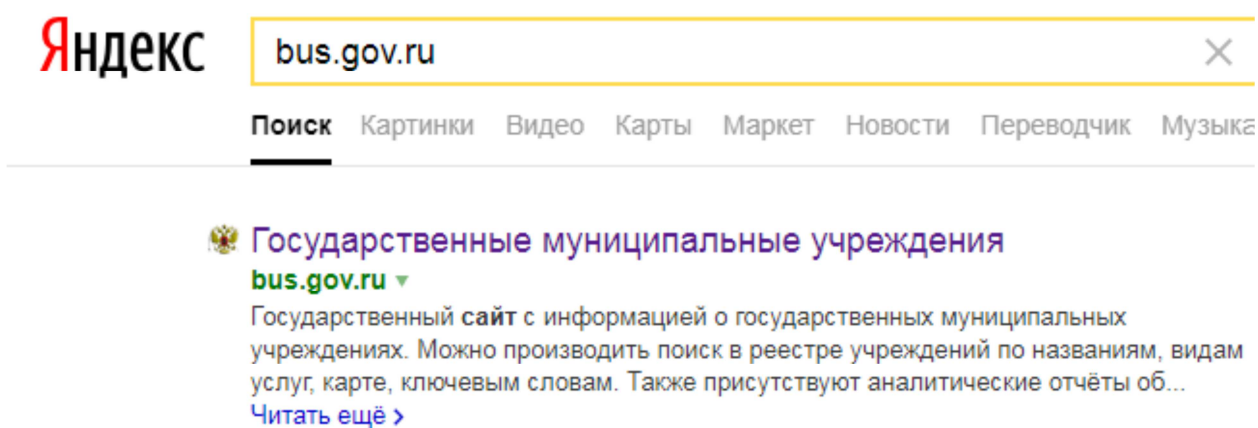 Яндекс
bus.gov.ru
Поиск Картинки Видео Карты Маркет Новости Переводчик Музыка
Государственные муниципальные учреждения
bus.gov.ru
Государственный сайт с информацией о государственных муниципальных
учреждениях. Можно производить поиск в реестре учреждений по названиям, видам
услуг, карте, ключевым словам. Также присутствуют аналитические отчёты об...
Читать ещё >